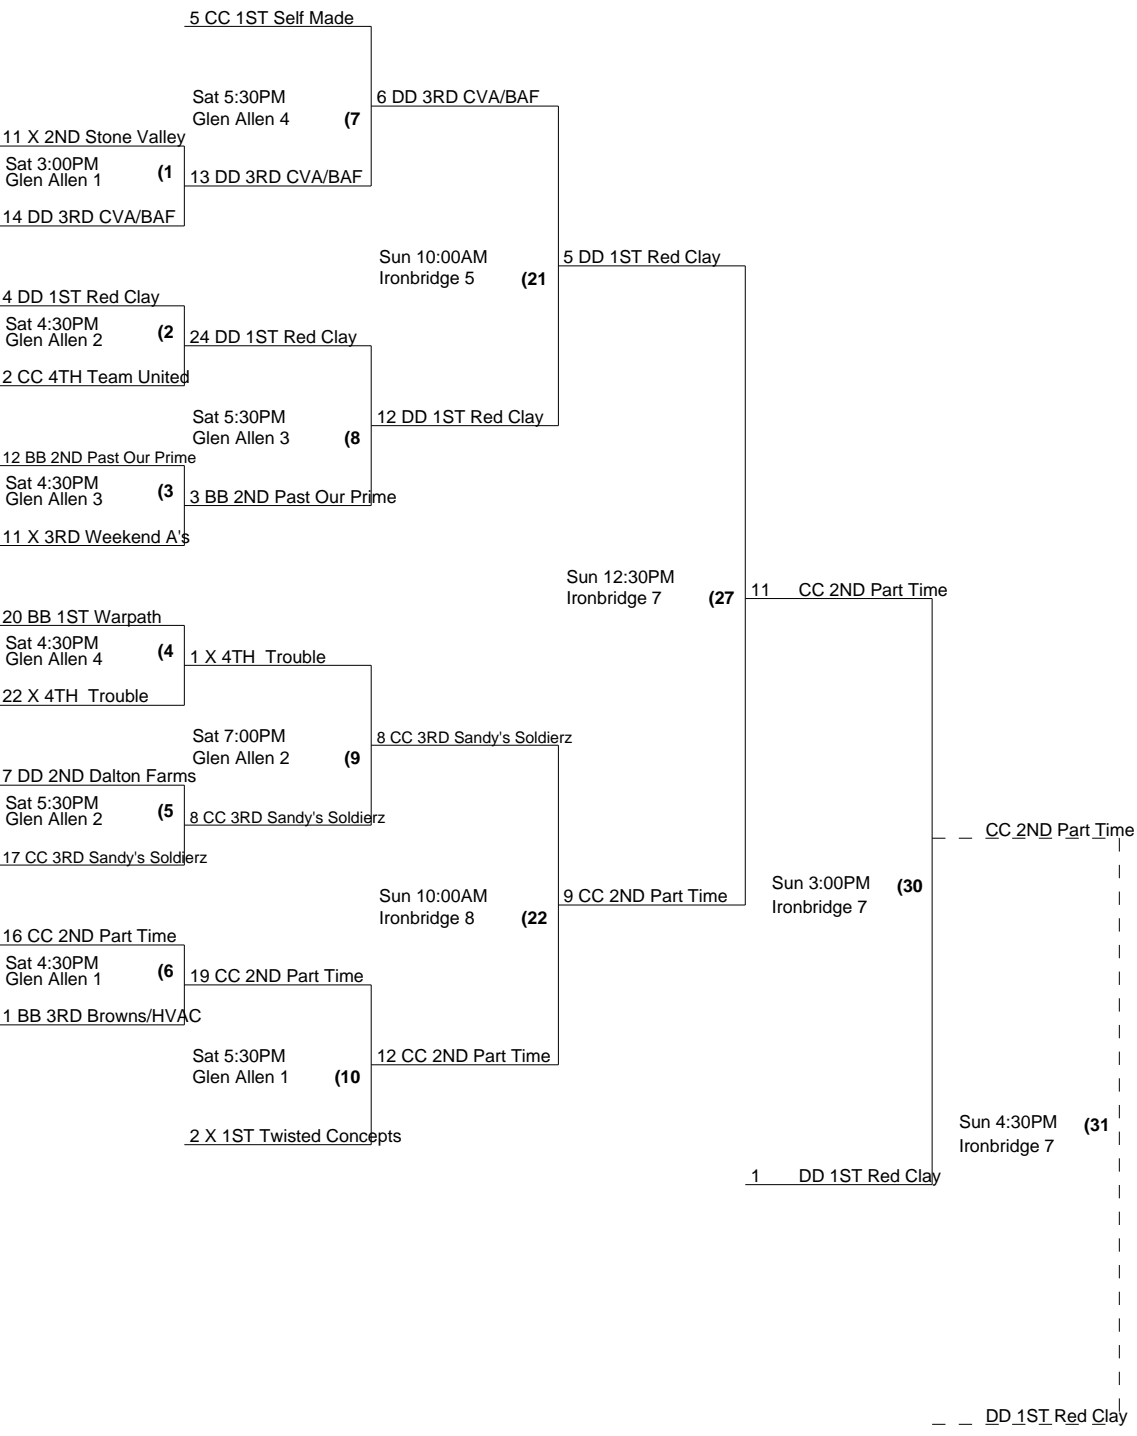 5 CC 1ST Self Made
Sat 5:30PM
Glen Allen 4 (7
6 DD 3RD CVA/BAF
11 X 2ND Stone Valley
Sat 3:00PM
Glen Allen 1 (1
13 DD 3RD CVA/BAF
14 DD 3RD CVA/BAF
Sun 10:00AM
Ironbridge 5 (21
5 DD 1ST Red Clay
4 DD 1ST Red Clay
Sat 4:30PM
Glen Allen 2 (2
24 DD 1ST Red Clay
2 CC 4TH Team United
Sat 5:30PM
Glen Allen 3 (8
12 DD 1ST Red Clay
12 BB 2ND Past Our Prime
Sat 4:30PM
Glen Allen 3 (3
3 BB 2ND Past Our Prime
11 X 3RD Weekend A's
Sun 12:30PM
Ironbridge 7 (27
11 CC 2ND Part Time
20 BB 1ST Warpath
Sat 4:30PM
Glen Allen 4 (4
1 X 4TH Trouble
22 X 4TH Trouble
Sat 7:00PM
Glen Allen 2 (9
8 CC 3RD Sandy's Soldierz
7 DD 2ND Dalton Farms
Sat 5:30PM
Glen Allen 2 (5
8 CC 3RD Sandy's Soldierz
17 CC 3RD Sandy's Soldierz
CC 2ND Part Time
Sun 10:00AM
Ironbridge 8 (22
9 CC 2ND Part Time
Sun 3:00PM
Ironbridge 7 (30
16 CC 2ND Part Time
Sat 4:30PM
Glen Allen 1 (6
19 CC 2ND Part Time
1 BB 3RD Browns/HVAC
Sat 5:30PM
Glen Allen 1 (10
12 CC 2ND Part Time
2 X 1ST Twisted Concepts
Sun 4:30PM
Ironbridge 7 (31
1 DD 1ST Red Clay
DD 1ST Red Clay